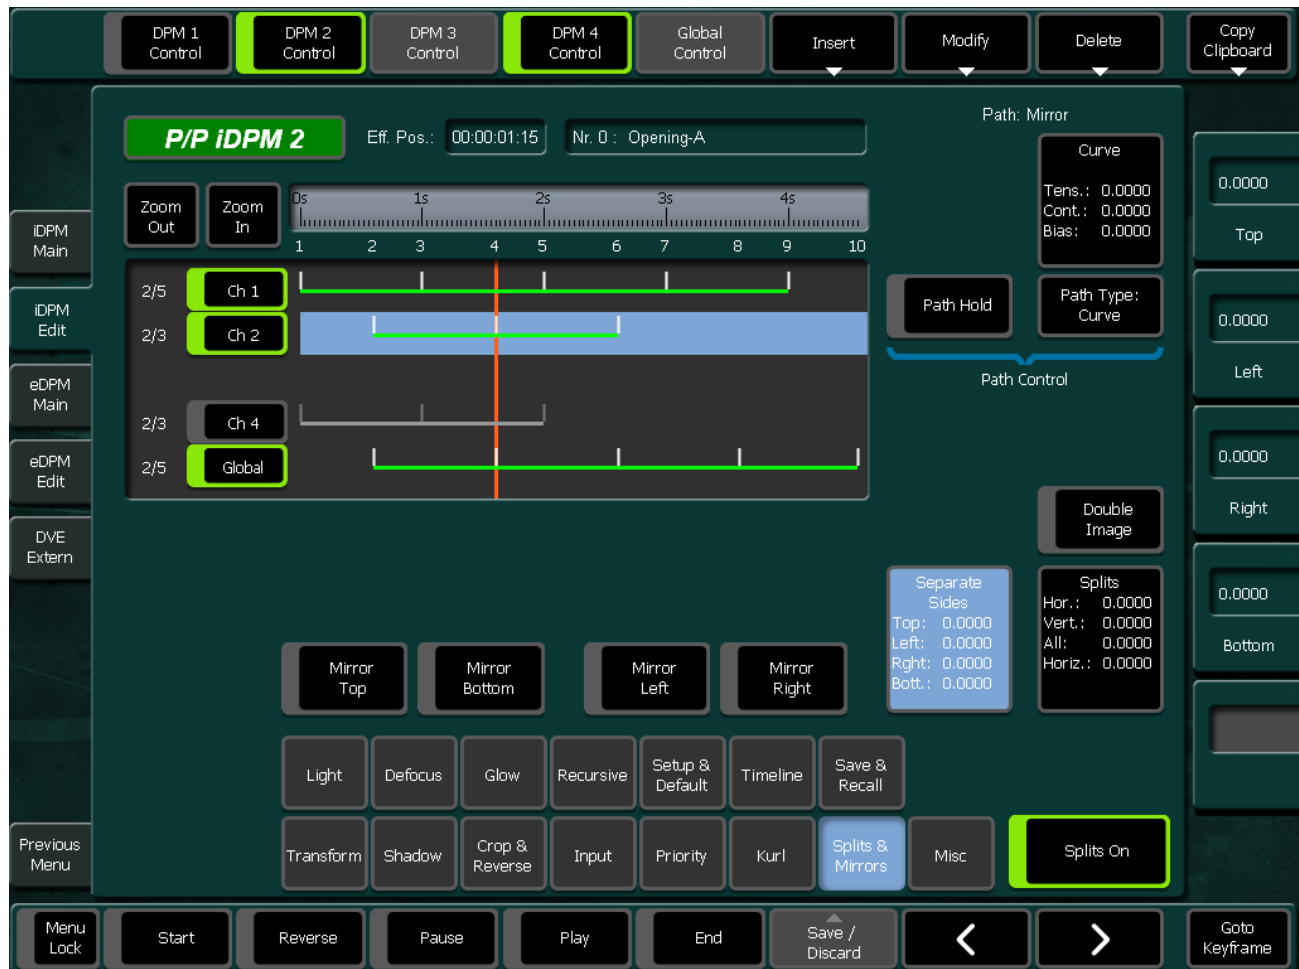 DPM 1
Control
DPM 2
Control
DPM 3
Control
DPM 4
Control
Global
Control
Insert
Modify
Delete
Copy
Clipboard
P/P iDPM 2
Eff. Pos.: 00:00:01:15
Nr. 0 : Opening-A
Path: Mirror
Curve
Tens.: 0.0000
Cont.: 0.0000
Bias: 0.0000
0.0000
Top
Zoom
Out
Zoom
In
0s 1s 2s 3s 4s
1 2 3 4 5 6 7 8 9 10
iDPM
Main
iDPM
Edit
eDPM
Main
eDPM
Edit
DVE
Extern
Previous
Menu
2/5 Ch 1
2/3 Ch 2
2/3 Ch 4
2/5 Global
Path Hold
Path Type:
Curve
Path Control
0.0000
Left
0.0000
Right
Double
Image
Separate
Sides
Top: 0.0000
Left: 0.0000
Rght: 0.0000
Bott.: 0.0000
Splits
Hor.: 0.0000
Vert.: 0.0000
All: 0.0000
Horiz.: 0.0000
0.0000
Bottom
Mirror
Top
Mirror
Bottom
Mirror
Left
Mirror
Right
Light
Defocus
Glow
Recursive
Setup &
Default
Timeline
Save &
Recall
Transform
Shadow
Crop &
Reverse
Input
Priority
Kurl
Splits &
Mirrors
Misc
Splits On
Menu
Lock
Start
Reverse
Pause
Play
End
Save /
Discard
Goto
Keyframe